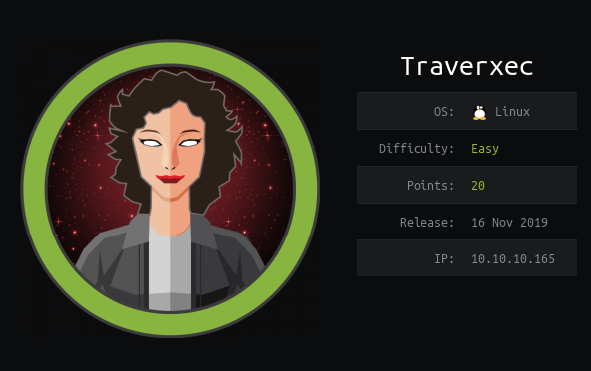 Traverxec
OS: Linux
Difficulty: Easy
Points: 20
Release: 16 Nov 2019
IP: 10.10.10.165